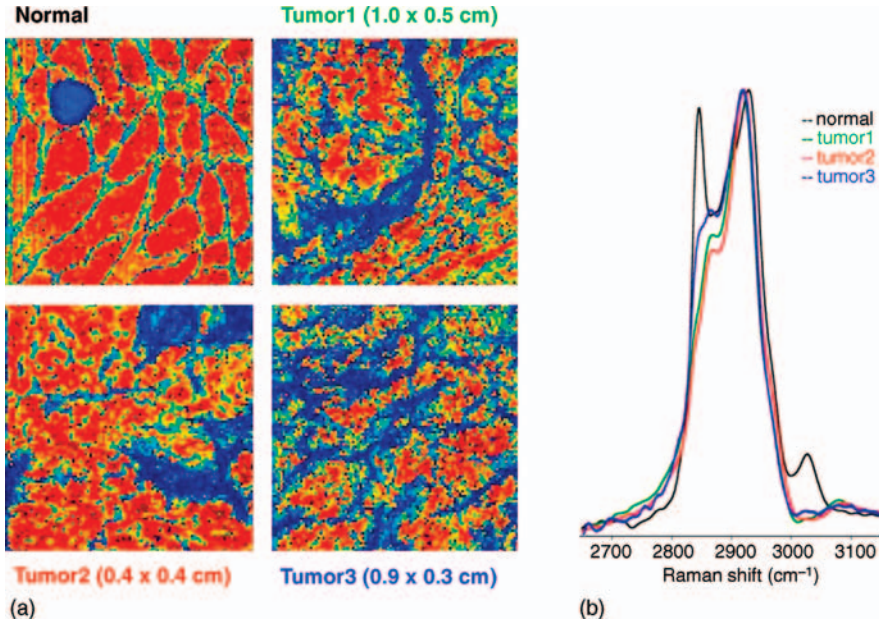 Normal
Tumor1 (1.0 x 0.5 cm)
Tumor2 (0.4 x 0.4 cm)
Tumor3 (0.9 x 0.3 cm)
(a)
normal
tumor1
tumor2
tumor3
2700 2800 2900 3000 3100
Raman shift (cm⁻¹)
(b)